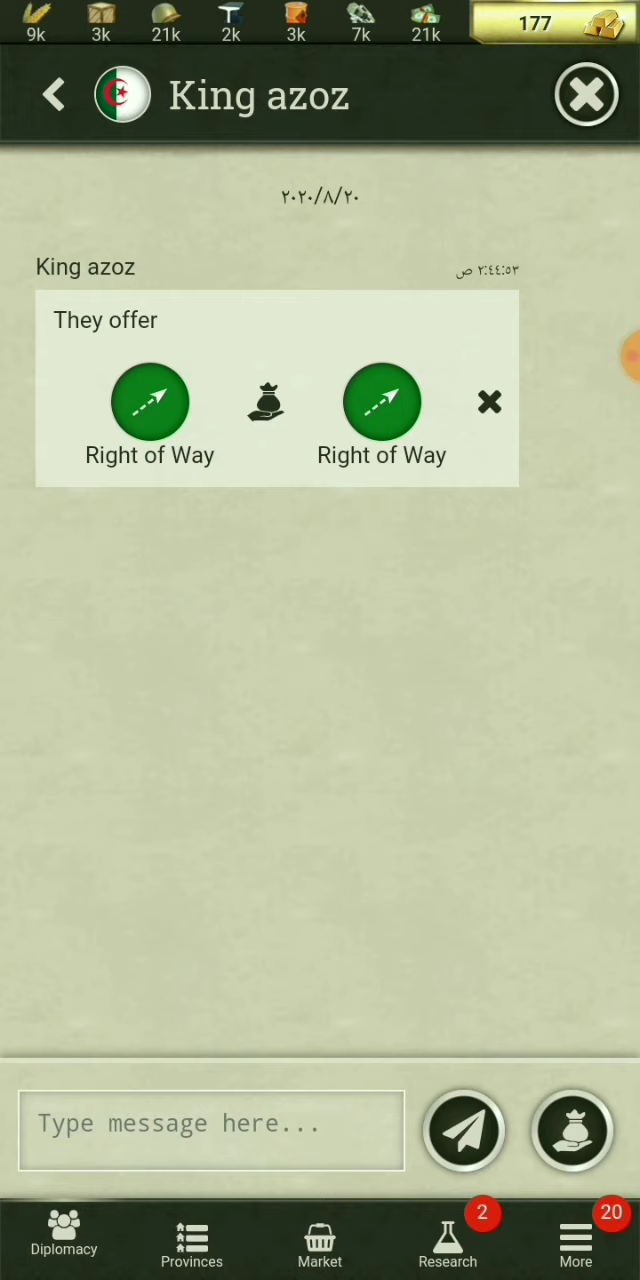 9k 3k 21k 2k 3k 7k 21k 177
King azoz
٢٠٢٠/٨/٢٠
King azoz ٢:٤٤:٥٣ ص
They offer
Right of Way Right of Way
Type message here...
2 20
Diplomacy Provinces Market Research More